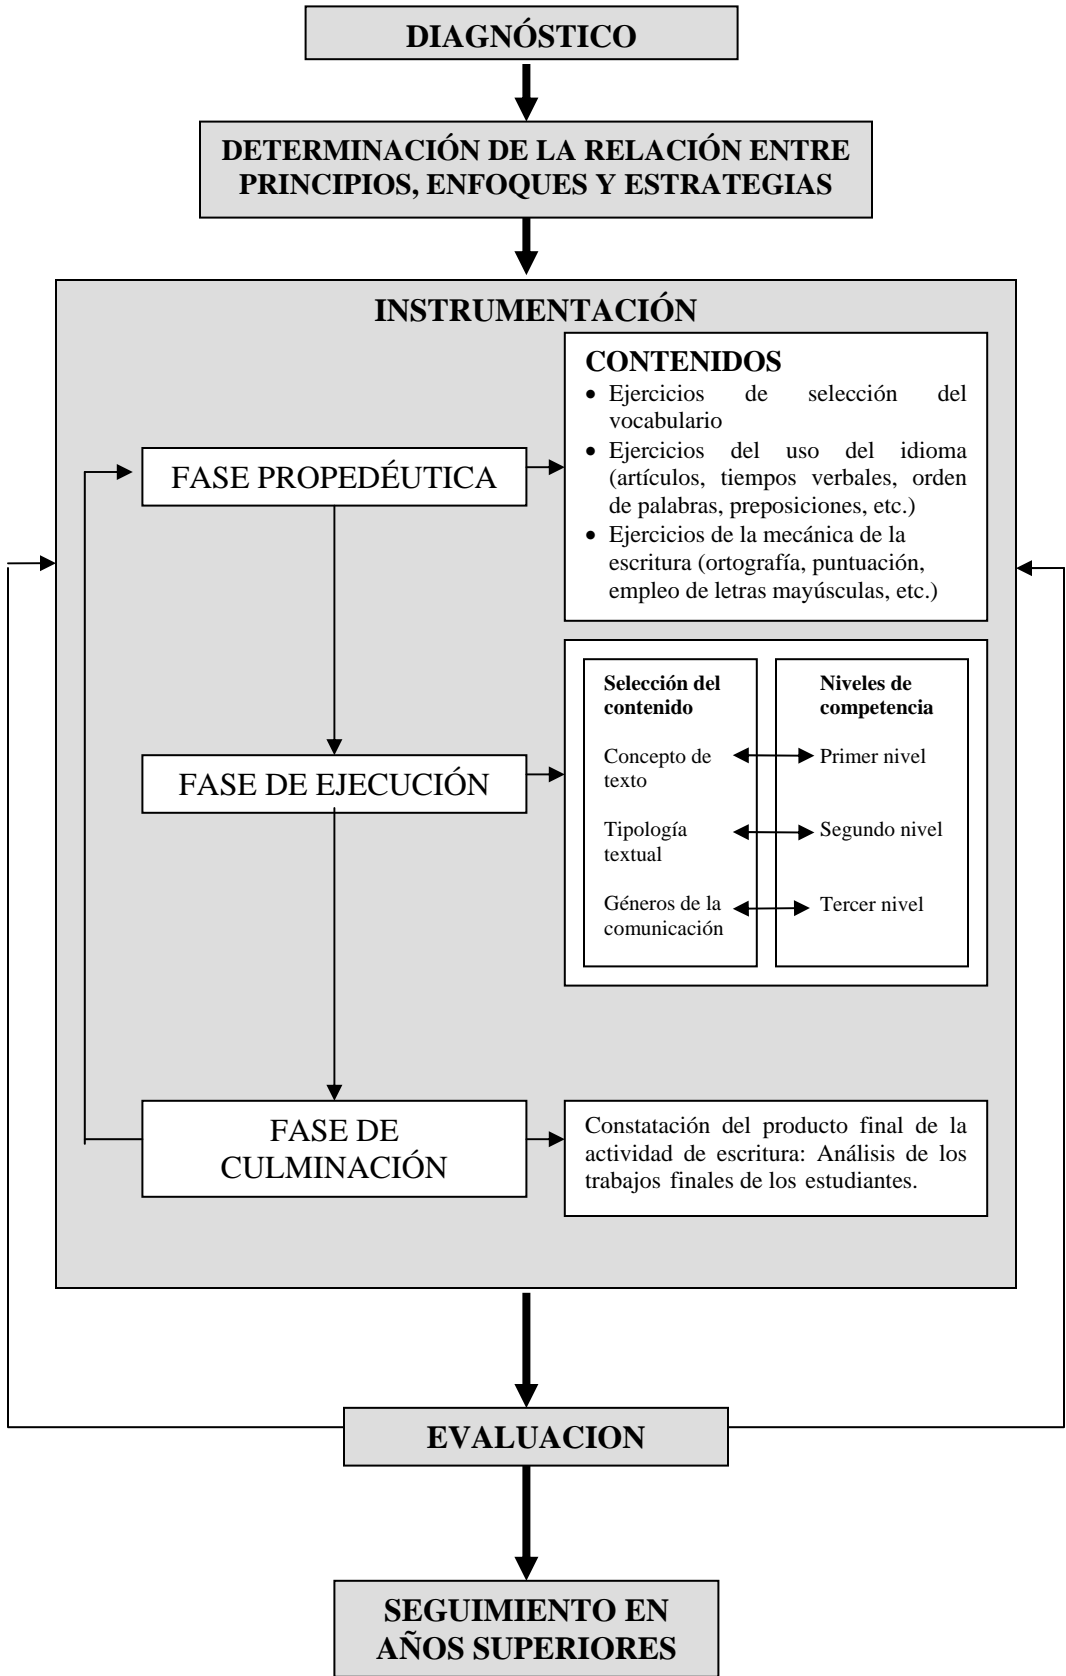 DIAGNÓSTICO
DETERMINACIÓN DE LA RELACIÓN ENTRE
PRINCIPIOS, ENFOQUES Y ESTRATEGIAS
INSTRUMENTACIÓN
FASE PROPEDÉUTICA
CONTENIDOS
• Ejercicios de selección del
vocabulario
• Ejercicios del uso del idioma
(artículos, tiempos verbales, orden
de palabras, preposiciones, etc.)
• Ejercicios de la mecánica de la
escritura (ortografía, puntuación,
empleo de letras mayúsculas, etc.)
FASE DE EJECUCIÓN
Selección del
contenido
Concepto de
texto
Tipología
textual
Géneros de la
comunicación
Niveles de
competencia
Primer nivel
Segundo nivel
Tercer nivel
FASE DE
CULMINACIÓN
Constatación del producto final de la
actividad de escritura: Análisis de los
trabajos finales de los estudiantes.
EVALUACION
SEGUIMIENTO EN
AÑOS SUPERIORES